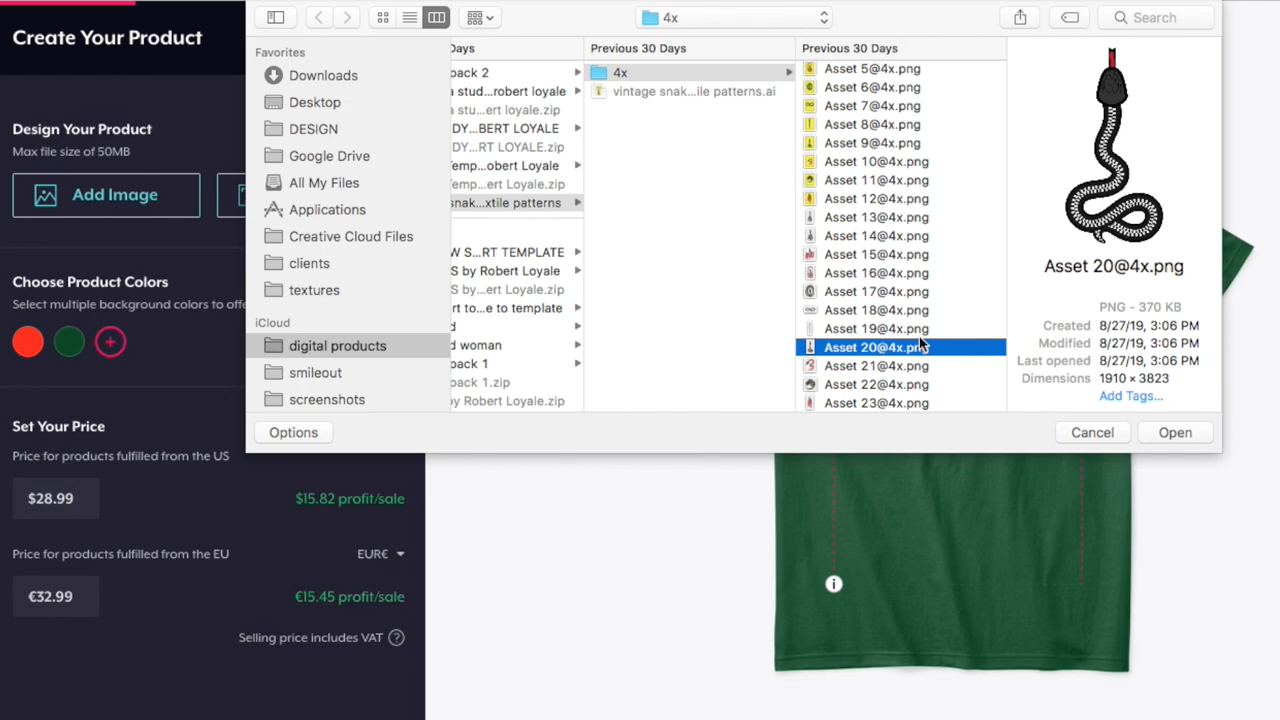 Create Your Product
Design Your Product
Max file size of 50MB
Add Image
Choose Product Colors
Select multiple background colors to offe
Set Your Price
Price for products fulfilled from the US
$28.99
$15.82 profit/sale
Price for products fulfilled from the EU
EUR€
€32.99
€15.45 profit/sale
Selling price includes VAT ?
4x
Search
Favorites
Downloads
Desktop
DESIGN
Google Drive
All My Files
Applications
Creative Cloud Files
clients
textures
iCloud
digital products
smileout
screenshots
Days
pack 2
a stud...robert loyale
a stu...ert Loyale.zip
DY...BERT LOYALE
DY...RT LOYALE.zip
emp...obert Loyale
emp...ert Loyale.zip
snak...xtile patterns
W S...RT TEMPLATE
S by Robert Loyale
S by...ert Loyale.zip
ert to...e to template
d
d woman
ack 1
ack 1.zip
by Robert Loyale.zip
Previous 30 Days
4x
vintage snak...ile patterns.ai
Previous 30 Days
Asset 5@4x.png
Asset 6@4x.png
Asset 7@4x.png
Asset 8@4x.png
Asset 9@4x.png
Asset 10@4x.png
Asset 11@4x.png
Asset 12@4x.png
Asset 13@4x.png
Asset 14@4x.png
Asset 15@4x.png
Asset 16@4x.png
Asset 17@4x.png
Asset 18@4x.png
Asset 19@4x.png
Asset 20@4x.png
Asset 21@4x.png
Asset 22@4x.png
Asset 23@4x.png
Asset 20@4x.png
PNG - 370 KB
Created 8/27/19, 3:06 PM
Modified 8/27/19, 3:06 PM
Last opened 8/27/19, 3:06 PM
Dimensions 1910 × 3823
Add Tags...
Options
Cancel
Open
i